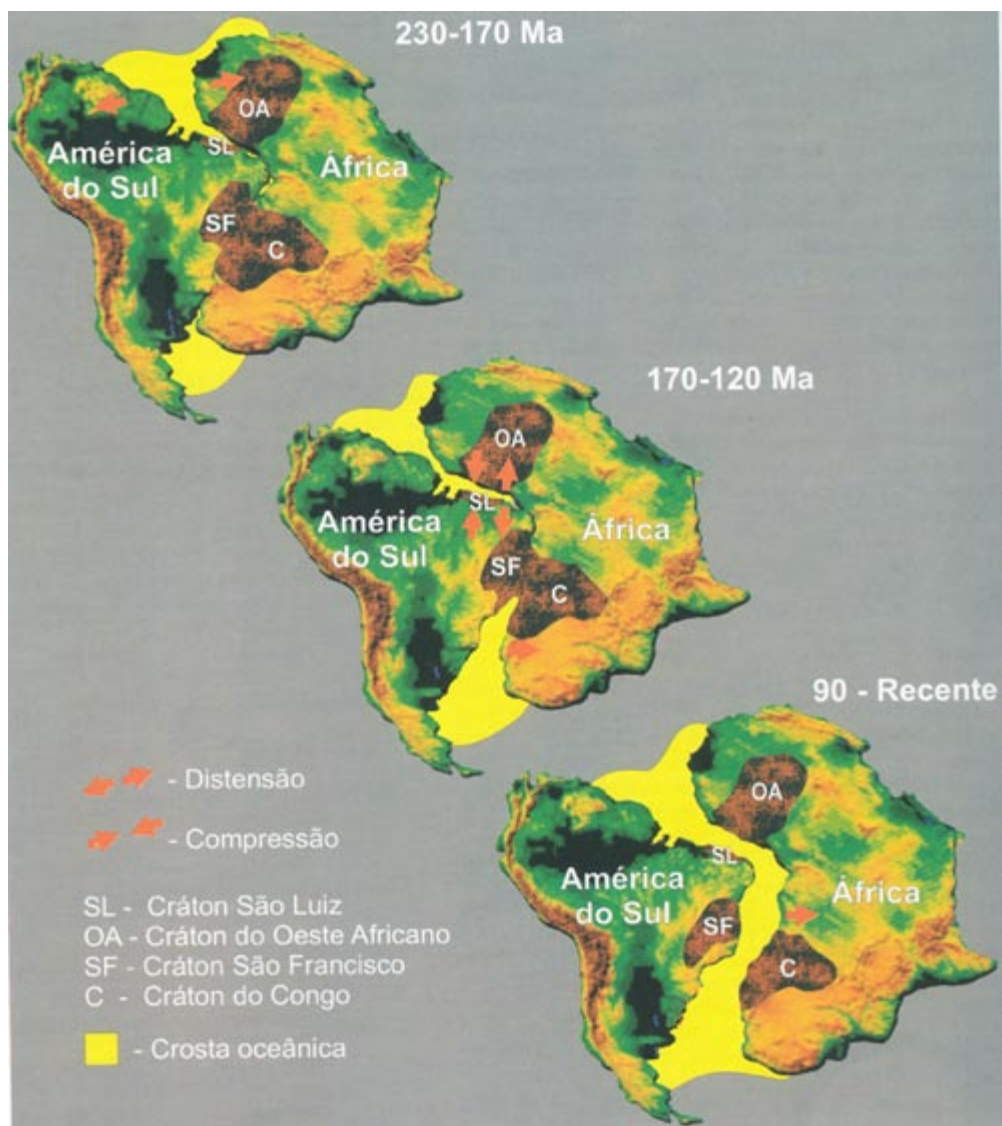 230-170 Ma
OA
SL
América
do Sul
África
SF
C
170-120 Ma
OA
SL
América
do Sul
África
SF
C
90 - Recente
OA
SL
América
do Sul
África
SF
C
- Distensão
- Compressão
SL - Cráton São Luiz
OA - Cráton do Oeste Africano
SF - Cráton São Francisco
C - Cráton do Congo
- Crosta oceânica